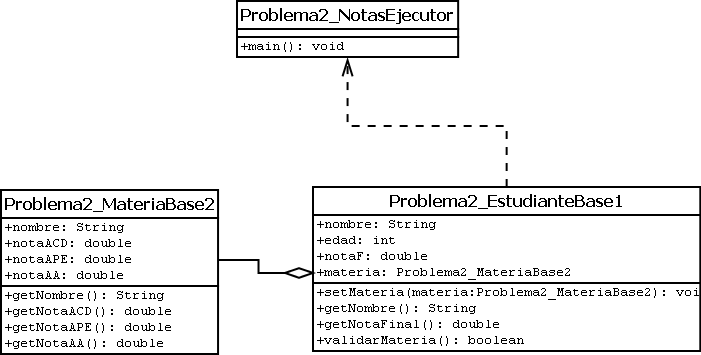 Problema2_NotasEjecutor
+main(): void
Problema2_MateriaBase2
+nombre: String
+notaACD: double
+notaAPE: double
+notaAA: double
+getNombre(): String
+getNotaACD(): double
+getNotaAPE(): double
+getNotaAA(): double
Problema2_EstudianteBase1
+nombre: String
+edad: int
+notaF: double
+materia: Problema2_MateriaBase2
+setMateria(materia:Problema2_MateriaBase2): voi
+getNombre(): String
+getNotaFinal(): double
+validarMateria(): boolean